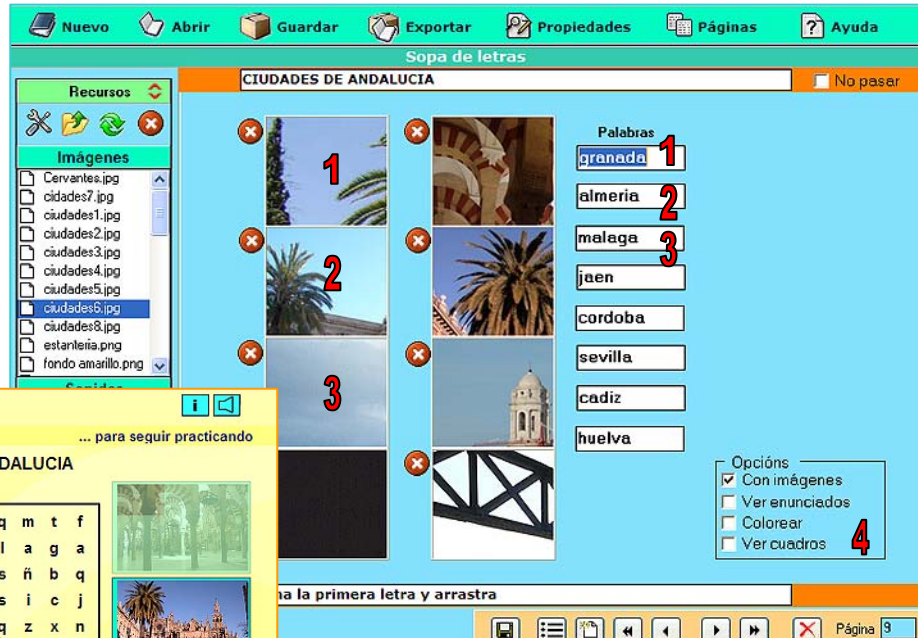 Nuevo Abrir Guardar Exportar Propiedades Páginas ? Ayuda
Sopa de letras
CIUDADES DE ANDALUCIA
No pasar
Recursos
Imágenes
Cervantes.jpg
cidades7.jpg
ciudades1.jpg
ciudades2.jpg
ciudades3.jpg
ciudades4.jpg
ciudades5.jpg
ciudades6.jpg
ciudades8.jpg
estanteria.png
fondo amarillo.png
Sonidos
1
2
3
Palabras
granada 1
almeria 2
malaga 3
jaen
cordoba
sevilla
cadiz
huelva
Opcións
Con imágenes
Ver enunciados
Colorear
Ver cuadros 4
i
... para seguir practicando
DALUCIA
q m t f
l a g a
s ñ b q
s i c j
q z x n
na la primera letra y arrastra
Página 9